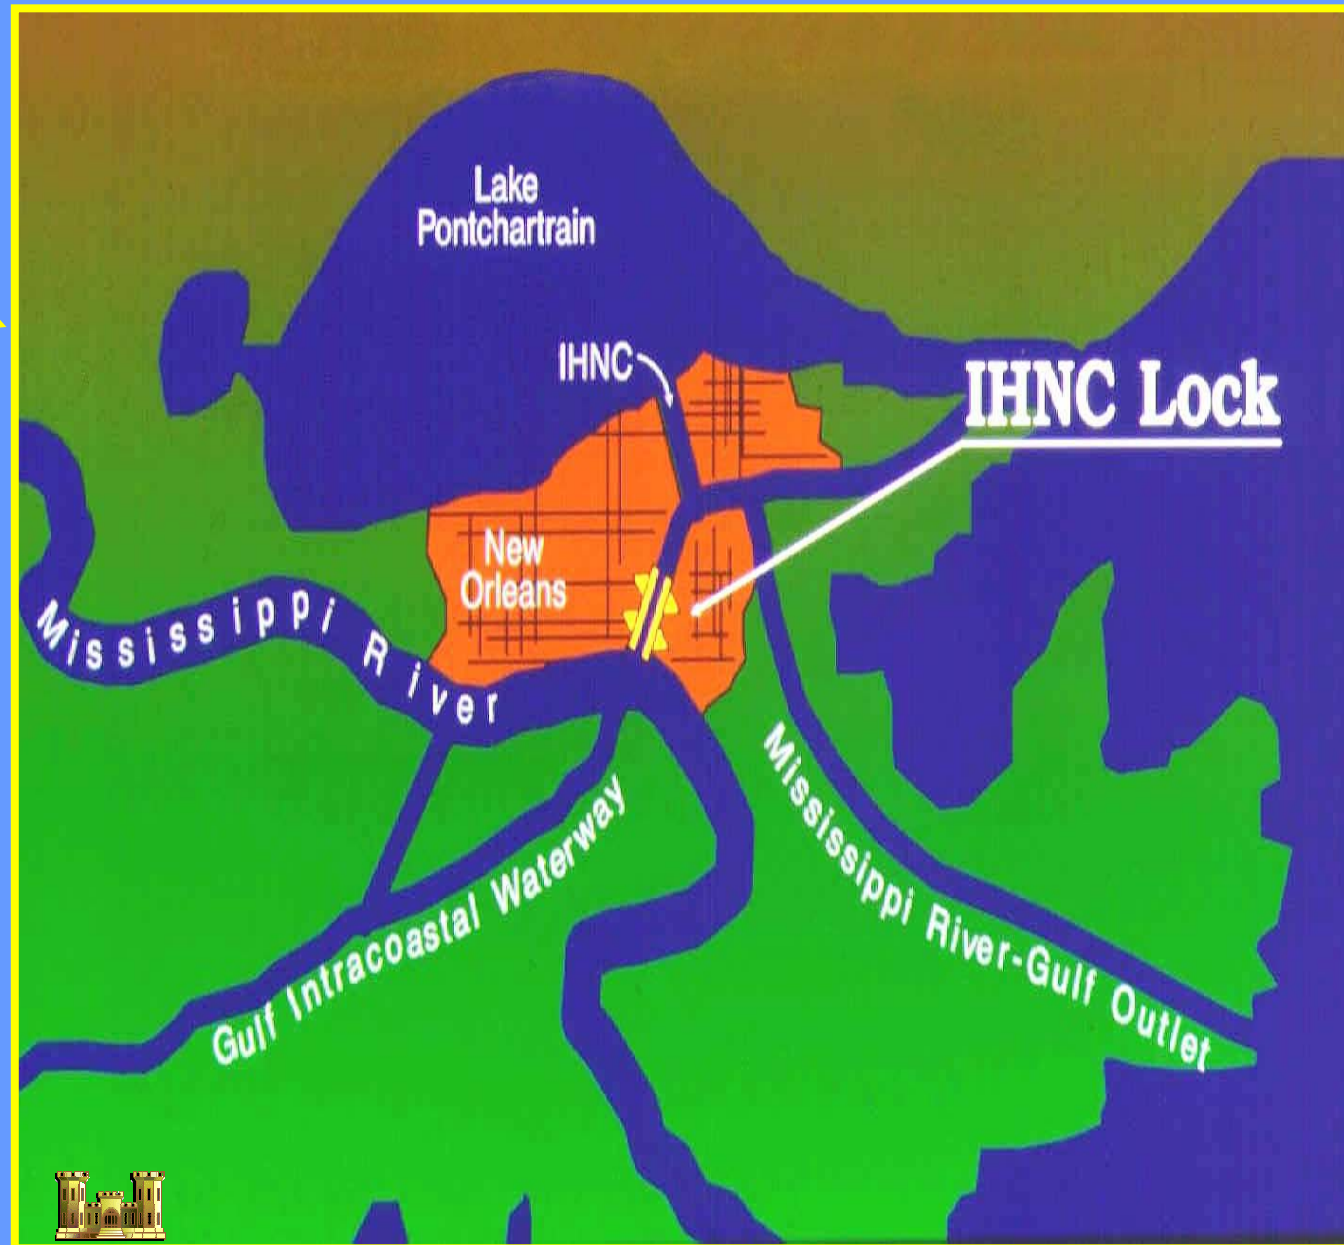 Lake
Pontchartrain
IHNC
IHNC Lock
New
Orleans
Mississippi River
Mississippi River-Gulf Outlet
Gulf Intracoastal Waterway